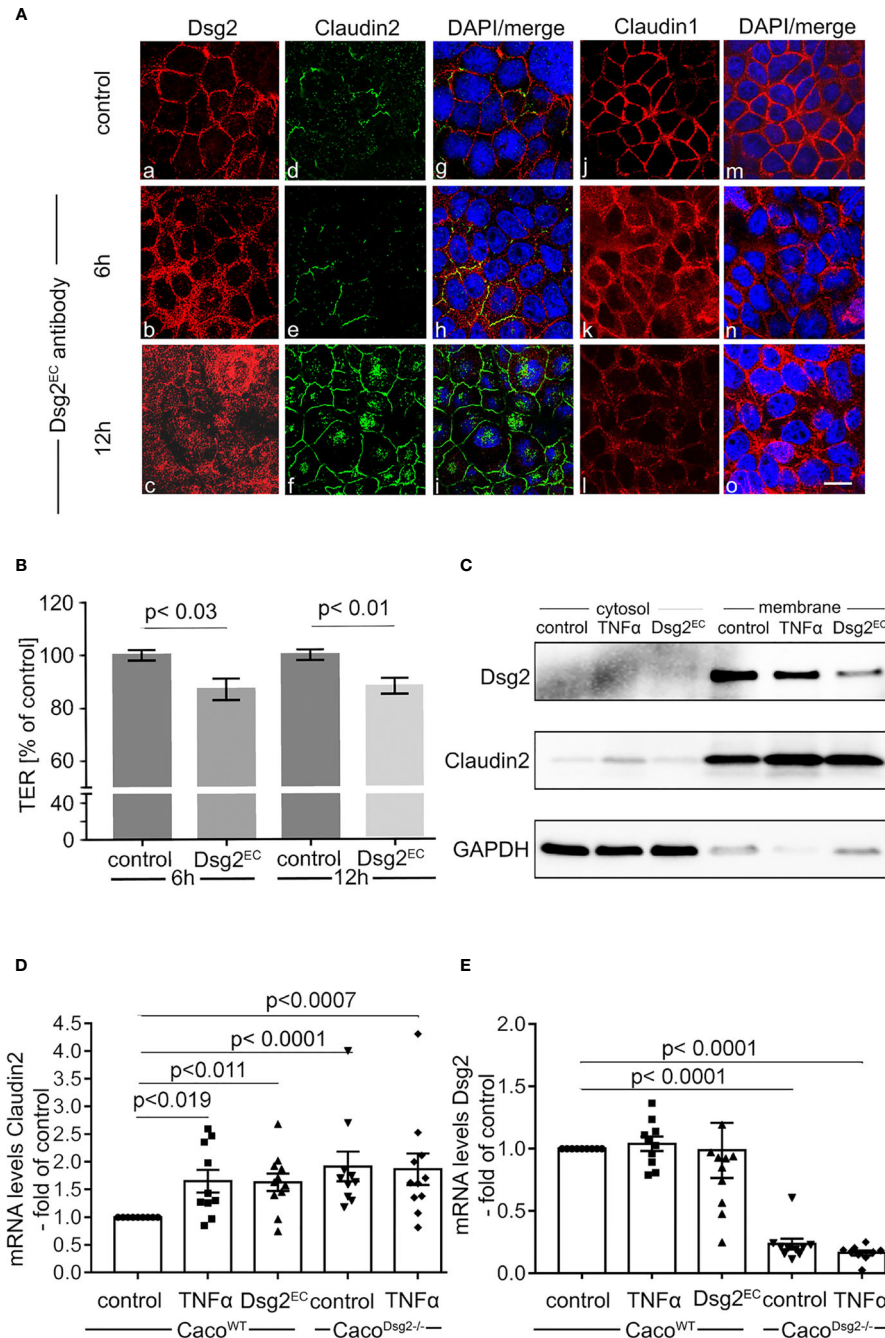 A
Dsg2 Claudin2 DAPI/merge Claudin1 DAPI/merge
control
a d g j m
Dsg2EC antibody
6h
b e h k n
12h
c f i l o
B
TER [% of control]
120
100
80
60
40
0
p< 0.03
p< 0.01
control Dsg2EC control Dsg2EC
6h 12h
C
cytosol membrane
control TNFα Dsg2EC control TNFα Dsg2EC
Dsg2
Claudin2
GAPDH
D
mRNA levels Claudin2
- fold of control
4.5
4.0
3.5
3.0
2.5
2.0
1.5
1.0
0.5
0.0
p<0.0007
p<0.0001
p<0.011
p<0.019
control TNFα Dsg2EC control TNFα
CacoWT CacoDsg2-/-
E
mRNA levels Dsg2
- fold of control
2.0
1.5
1.0
0.5
0.0
p< 0.0001
p< 0.0001
control TNFα Dsg2EC control TNFα
CacoWT CacoDsg2-/-